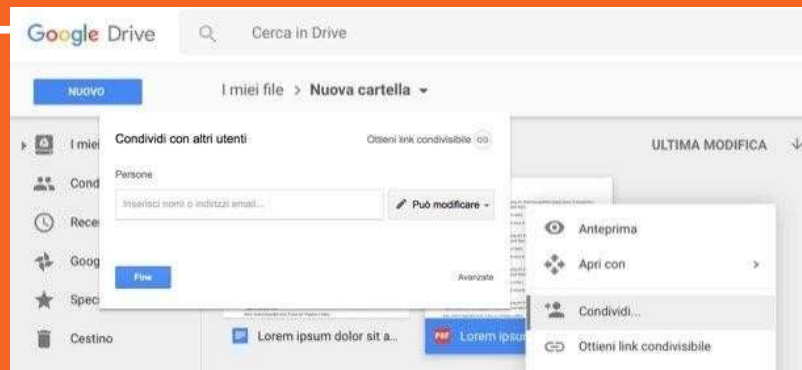 Google Drive
Cerca in Drive
NUOVO
I miei file > Nuova cartella
Condividi con altri utenti
Ottieni link condivisibile
Persone
Inserisci nomi o indirizzi email...
Può modificare
Fine
Avanzate
I miei
Cond
Rece
Goog
Speci
Cestino
ULTIMA MODIFICA
Lorem ipsum dolor sit a...
PDF
Lorem ipsu
Anteprima
Apri con
Condividi...
Ottieni link condivisibile